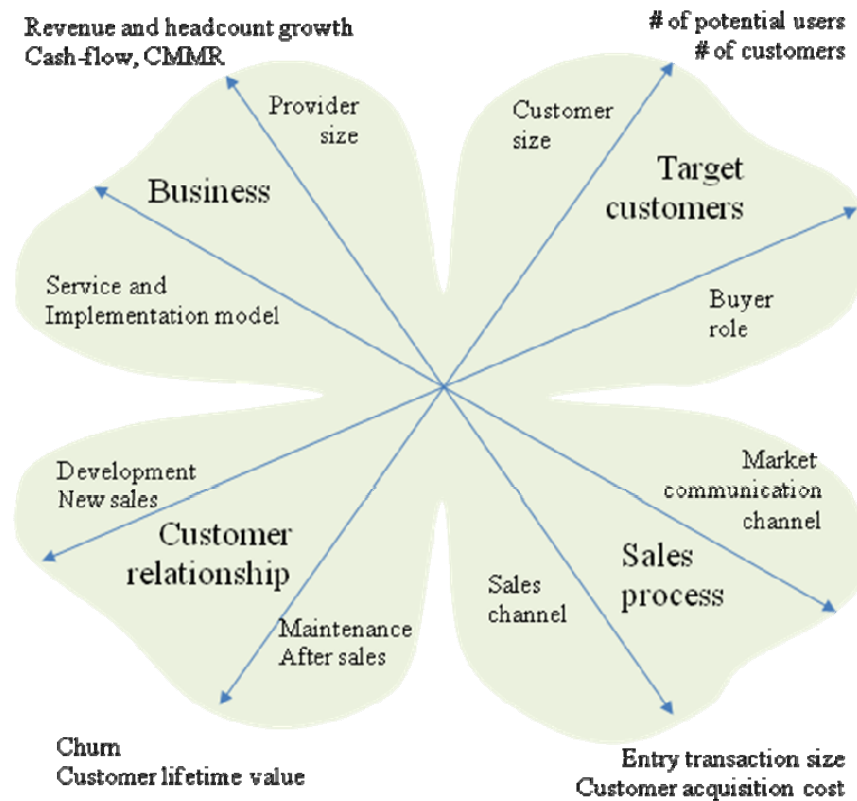 Revenue and headcount growth
Cash-flow, CMMR
# of potential users
# of customers
Provider
size
Customer
size
Business
Target
customers
Service and
Implementation model
Buyer
role
Development
New sales
Customer
relationship
Maintenance
After sales
Market
communication
channel
Sales
process
Sales
channel
Churn
Customer lifetime value
Entry transaction size
Customer acquisition cost